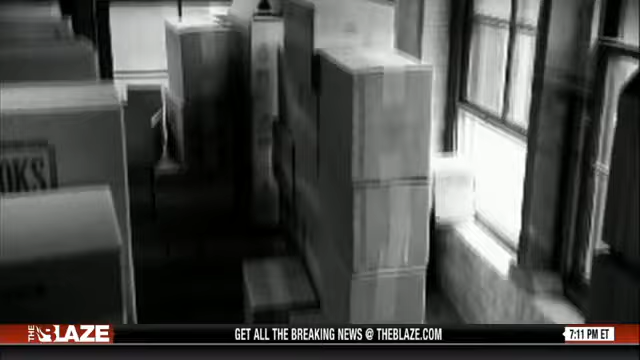 OKS
THE BLAZE
GET ALL THE BREAKING NEWS @ THEBLAZE.COM
7:11 PM ET